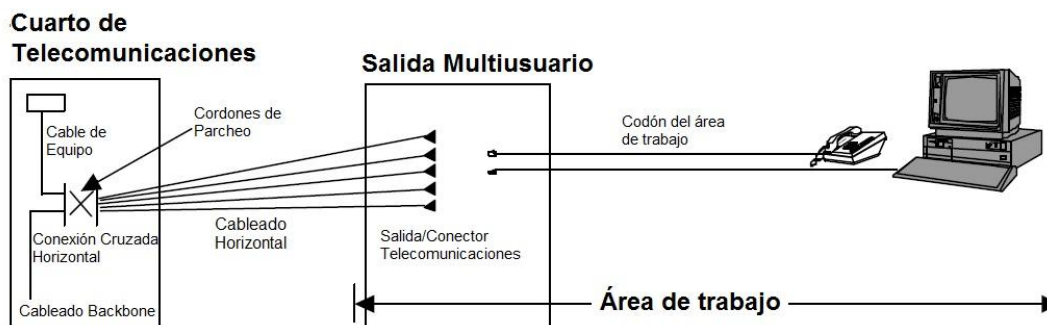 Cuarto de
Telecomunicaciones
Salida Multiusuario
Cable de
Equipo
Cordones de
Parcheo
Codón del área
de trabajo
Cableado
Horizontal
Conexión Cruzada
Horizontal
Salida/Conector
Telecomunicaciones
Cableado Backbone
Área de trabajo